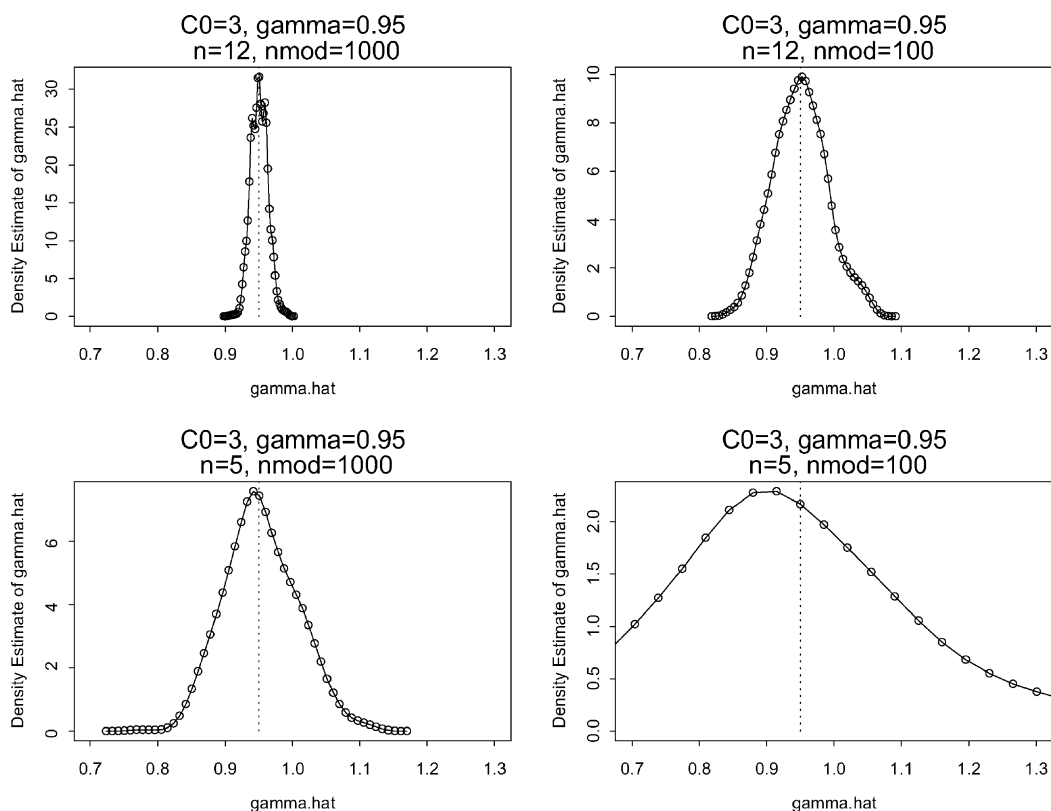 C0=3, gamma=0.95
n=12, nmod=1000
Density Estimate of gamma.hat
0 5 10 15 20 25 30
0.7 0.8 0.9 1.0 1.1 1.2 1.3
gamma.hat
C0=3, gamma=0.95
n=12, nmod=100
Density Estimate of gamma.hat
0 2 4 6 8 10
0.7 0.8 0.9 1.0 1.1 1.2 1.3
gamma.hat
C0=3, gamma=0.95
n=5, nmod=1000
Density Estimate of gamma.hat
0 2 4 6
0.7 0.8 0.9 1.0 1.1 1.2 1.3
gamma.hat
C0=3, gamma=0.95
n=5, nmod=100
Density Estimate of gamma.hat
0.0 0.5 1.0 1.5 2.0
0.7 0.8 0.9 1.0 1.1 1.2 1.3
gamma.hat